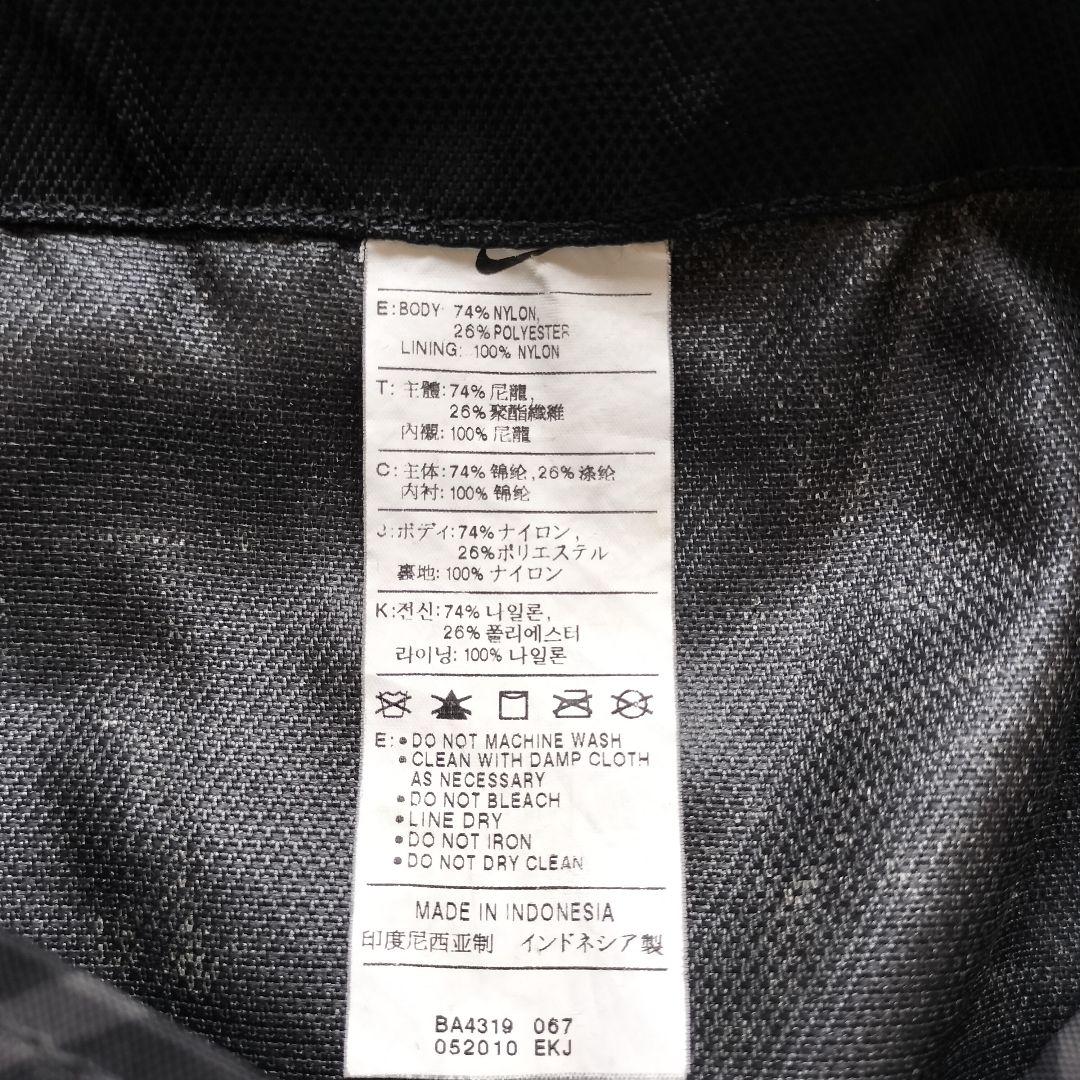 E: BODY: 74% NYLON,
26% POLYESTER
LINING: 100% NYLON
T: 主體: 74% 尼龍,
26% 聚酯纖維
內襯: 100% 尼龍
C: 主体: 74% 锦纶, 26% 涤纶
内衬: 100% 锦纶
J: ボディ: 74% ナイロン,
26% ポリエステル
裏地: 100% ナイロン
K: 전신: 74% 나일론,
26% 폴리에스터
라이닝: 100% 나일론
E: • DO NOT MACHINE WASH
• CLEAN WITH DAMP CLOTH
AS NECESSARY
• DO NOT BLEACH
• LINE DRY
• DO NOT IRON
• DO NOT DRY CLEAN
MADE IN INDONESIA
印度尼西亚制 インドネシア製
BA4319 067
052010 EKJ